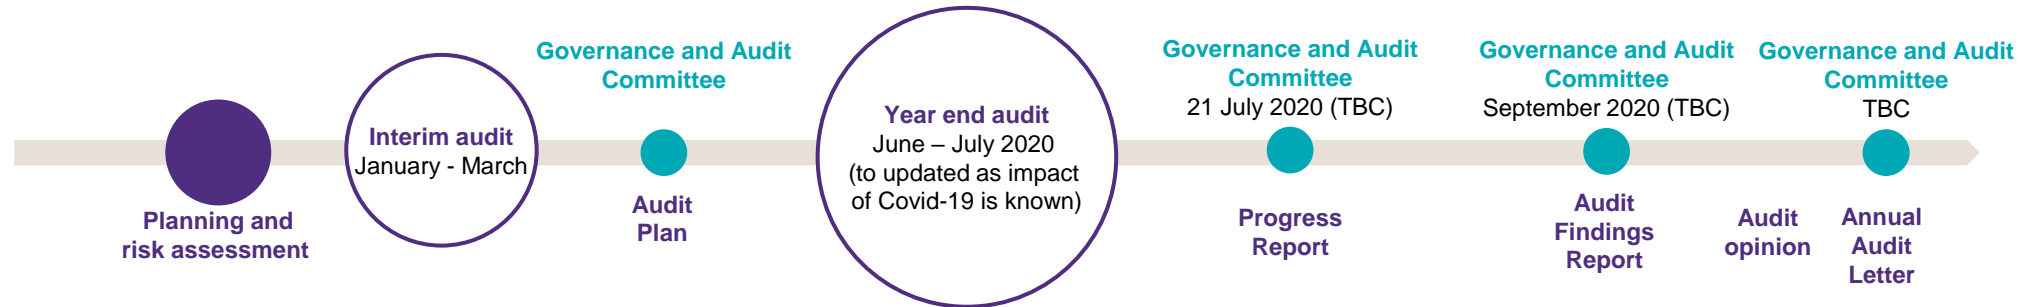 Planning and
risk assessment
Interim audit
January - March
Governance and Audit
Committee
Audit
Plan
Year end audit
June – July 2020
(to updated as impact
of Covid-19 is known)
Governance and Audit
Committee
21 July 2020 (TBC)
Progress
Report
Governance and Audit
Committee
September 2020 (TBC)
Audit
Findings
Report
Audit
opinion
Governance and Audit
Committee
TBC
Annual
Audit
Letter